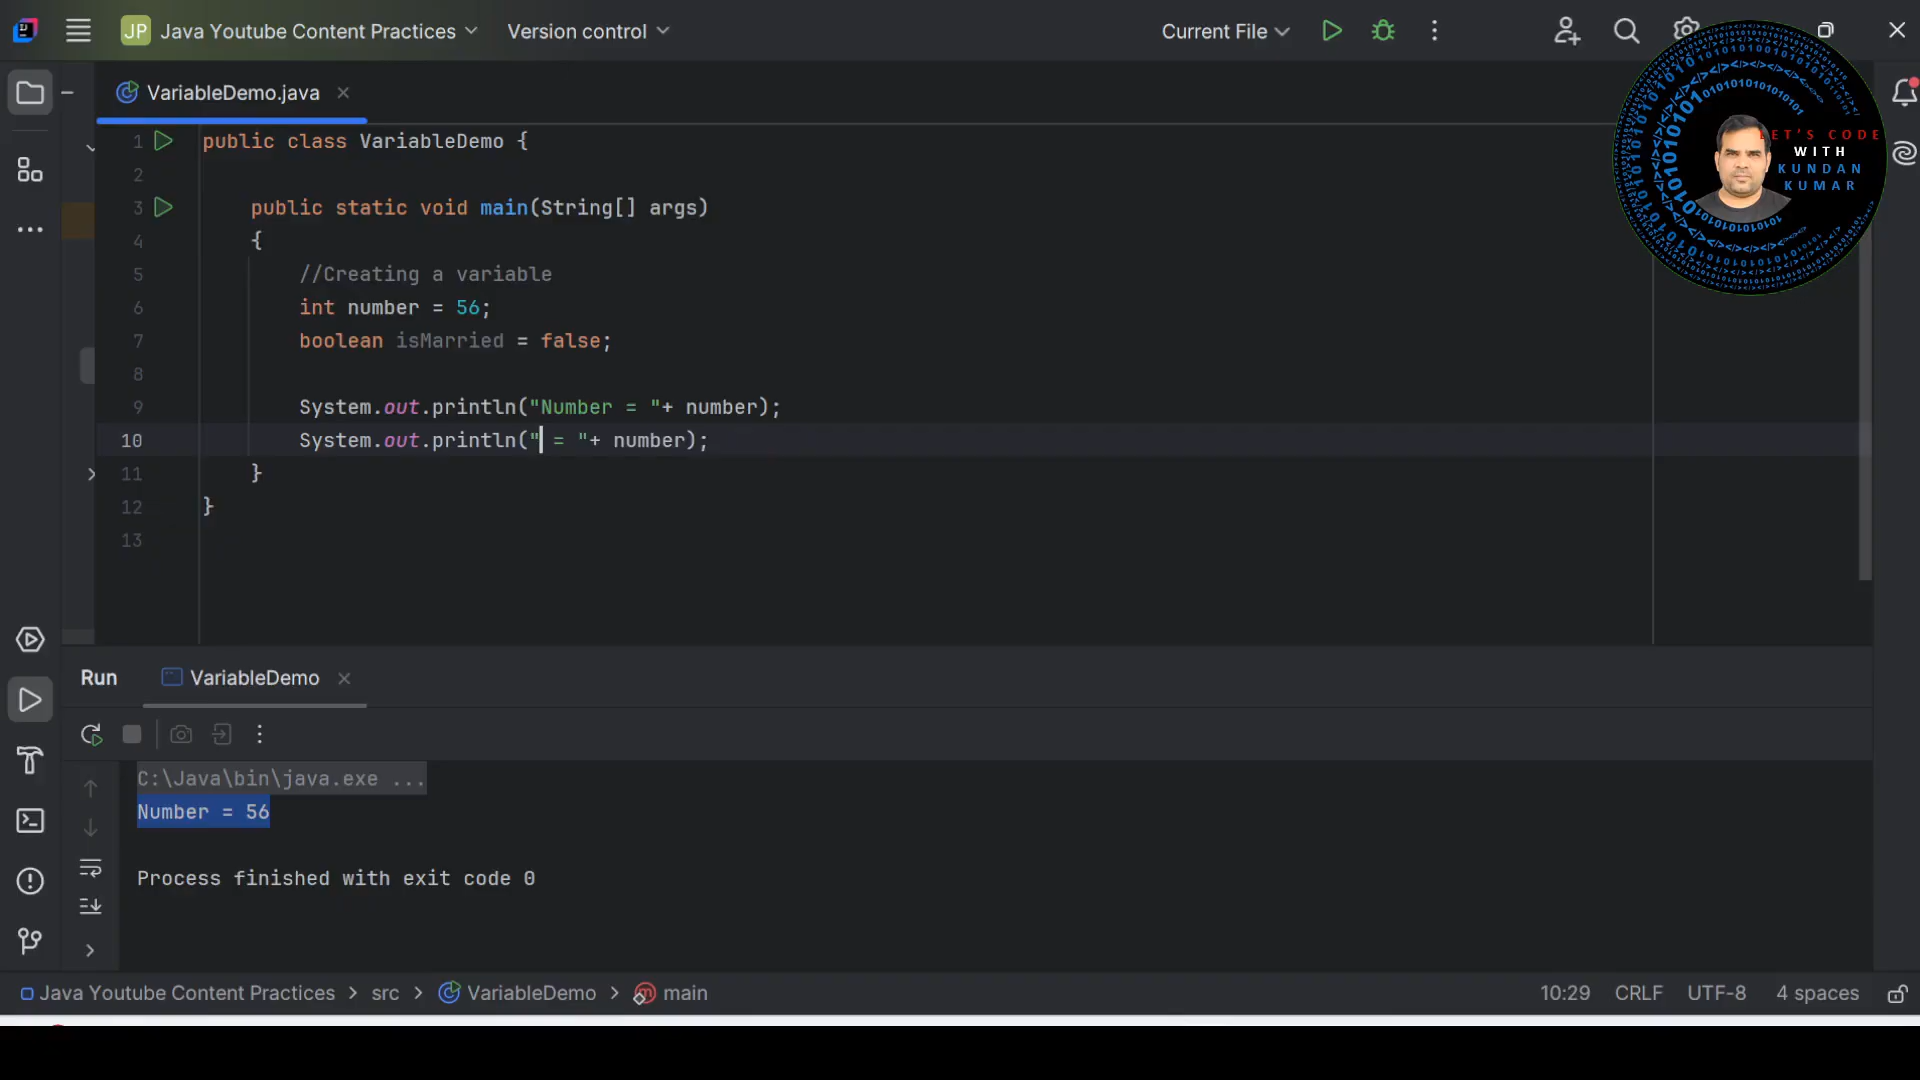 JP Java Youtube Content Practices Version control Current File
VariableDemo.java
1 public class VariableDemo {
2
3 public static void main(String[] args)
4 {
5 //Creating a variable
6 int number = 56;
7 boolean isMarried = false;
8
9 System.out.println("Number = "+ number);
10 System.out.println(" = "+ number);
11 }
12 }
13
LET'S CODE
WITH
KUNDAN
KUMAR
Run VariableDemo
C:\Java\bin\java.exe ...
Number = 56
Process finished with exit code 0
Java Youtube Content Practices > src > VariableDemo > main 10:29 CRLF UTF-8 4 spaces